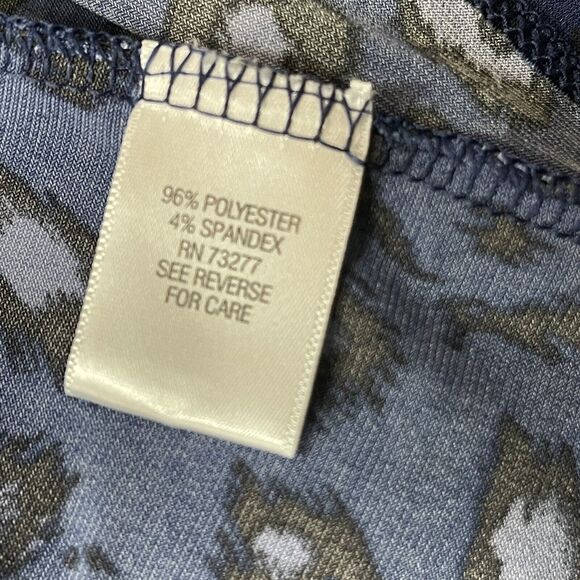 96% POLYESTER
4% SPANDEX
RN 73277
SEE REVERSE
FOR CARE